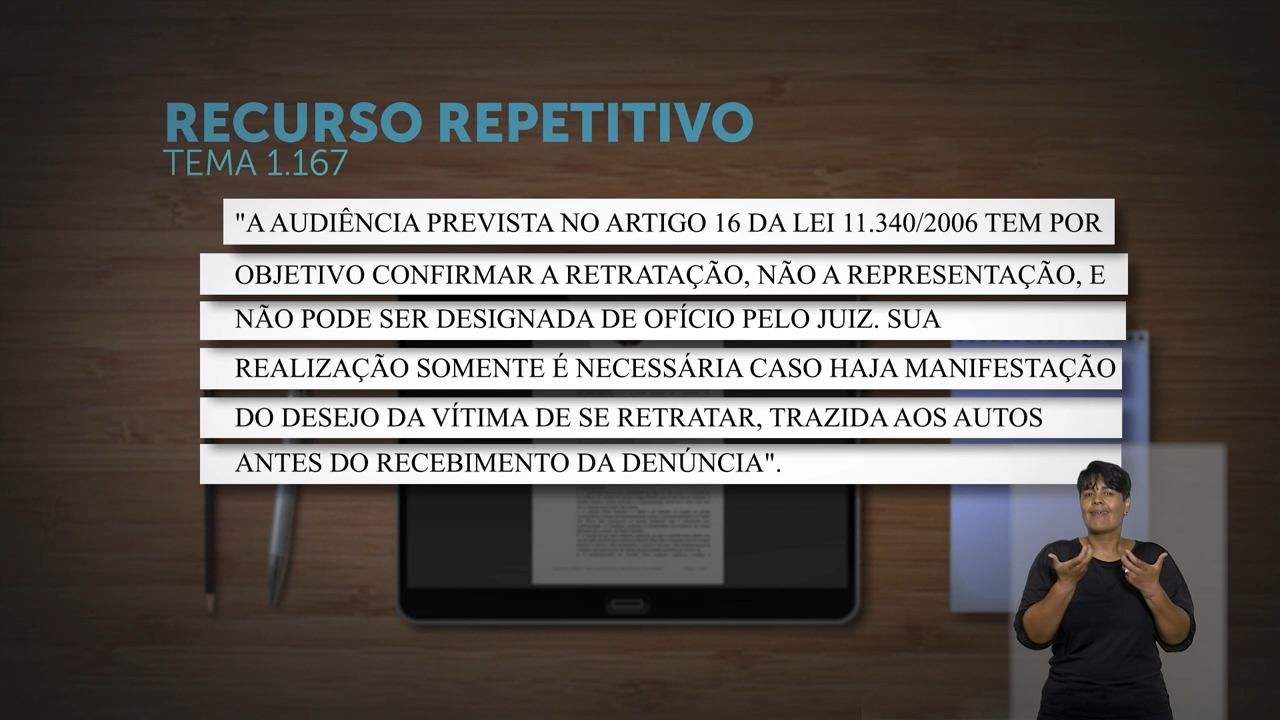 RECURSO REPETITIVO
TEMA 1.167
"A AUDIÊNCIA PREVISTA NO ARTIGO 16 DA LEI 11.340/2006 TEM POR
OBJETIVO CONFIRMAR A RETRATAÇÃO, NÃO A REPRESENTAÇÃO, E
NÃO PODE SER DESIGNADA DE OFÍCIO PELO JUIZ. SUA
REALIZAÇÃO SOMENTE É NECESSÁRIA CASO HAJA MANIFESTAÇÃO
DO DESEJO DA VÍTIMA DE SE RETRATAR, TRAZIDA AOS AUTOS
ANTES DO RECEBIMENTO DA DENÚNCIA".